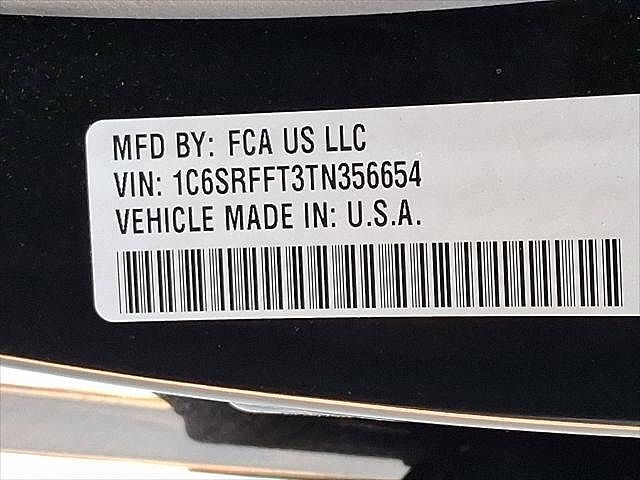 MFD BY: FCA US LLC
VIN: 1C6SRFFT3TN356654
VEHICLE MADE IN: U.S.A.